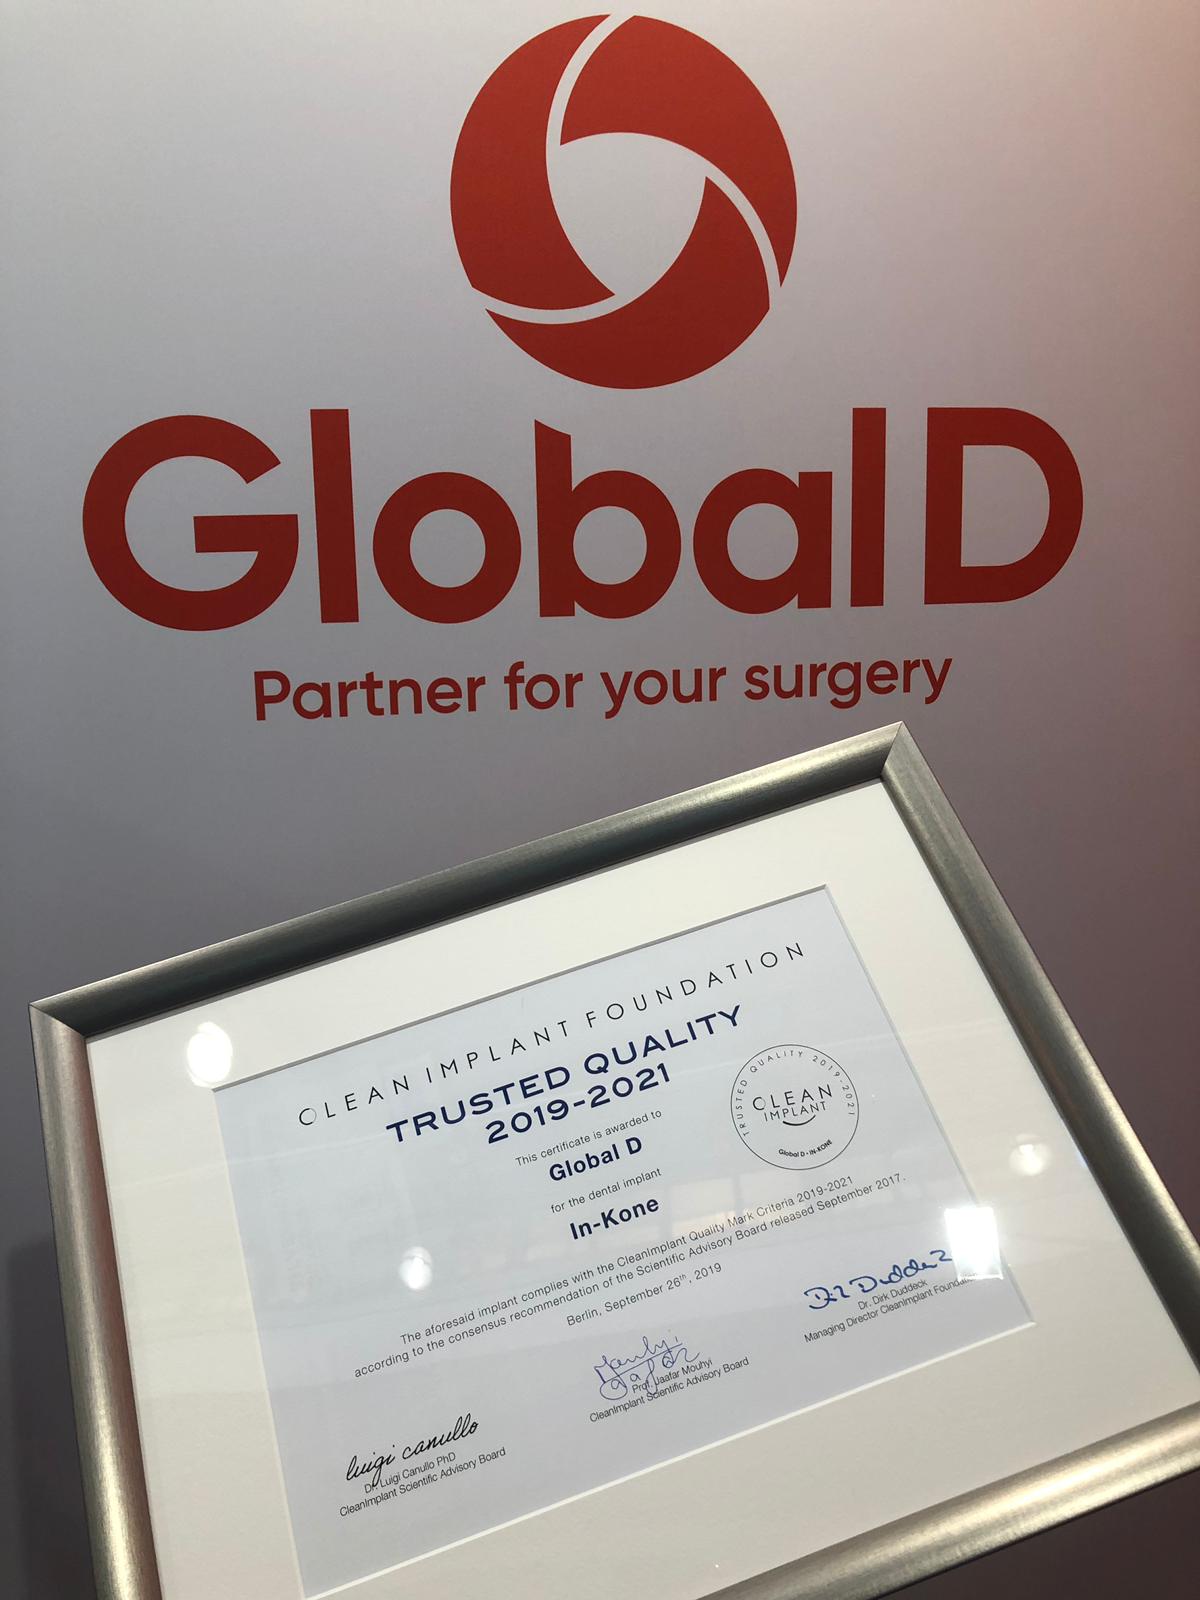 Global D
Partner for your surgery
CLEAN IMPLANT FOUNDATION
TRUSTED QUALITY
2019-2021
This certificate is awarded to
Global D
for the dental implant
In-Kone
TRUSTED QUALITY 2019-2021
CLEAN
IMPLANT
Global D - IN-KONE
The aforesaid implant complies with the CleanImplant Quality Mark Criteria 2019-2021
according to the consensus recommendation of the Scientific Advisory Board released September 2017.
Berlin, September 26th, 2019
Dr. Dirk Duddeck
Managing Director CleanImplant Foundation
Prof. Jaafar Mouhyi
CleanImplant Scientific Advisory Board
luigi canullo
Dr. Luigi Canullo PhD
CleanImplant Scientific Advisory Board